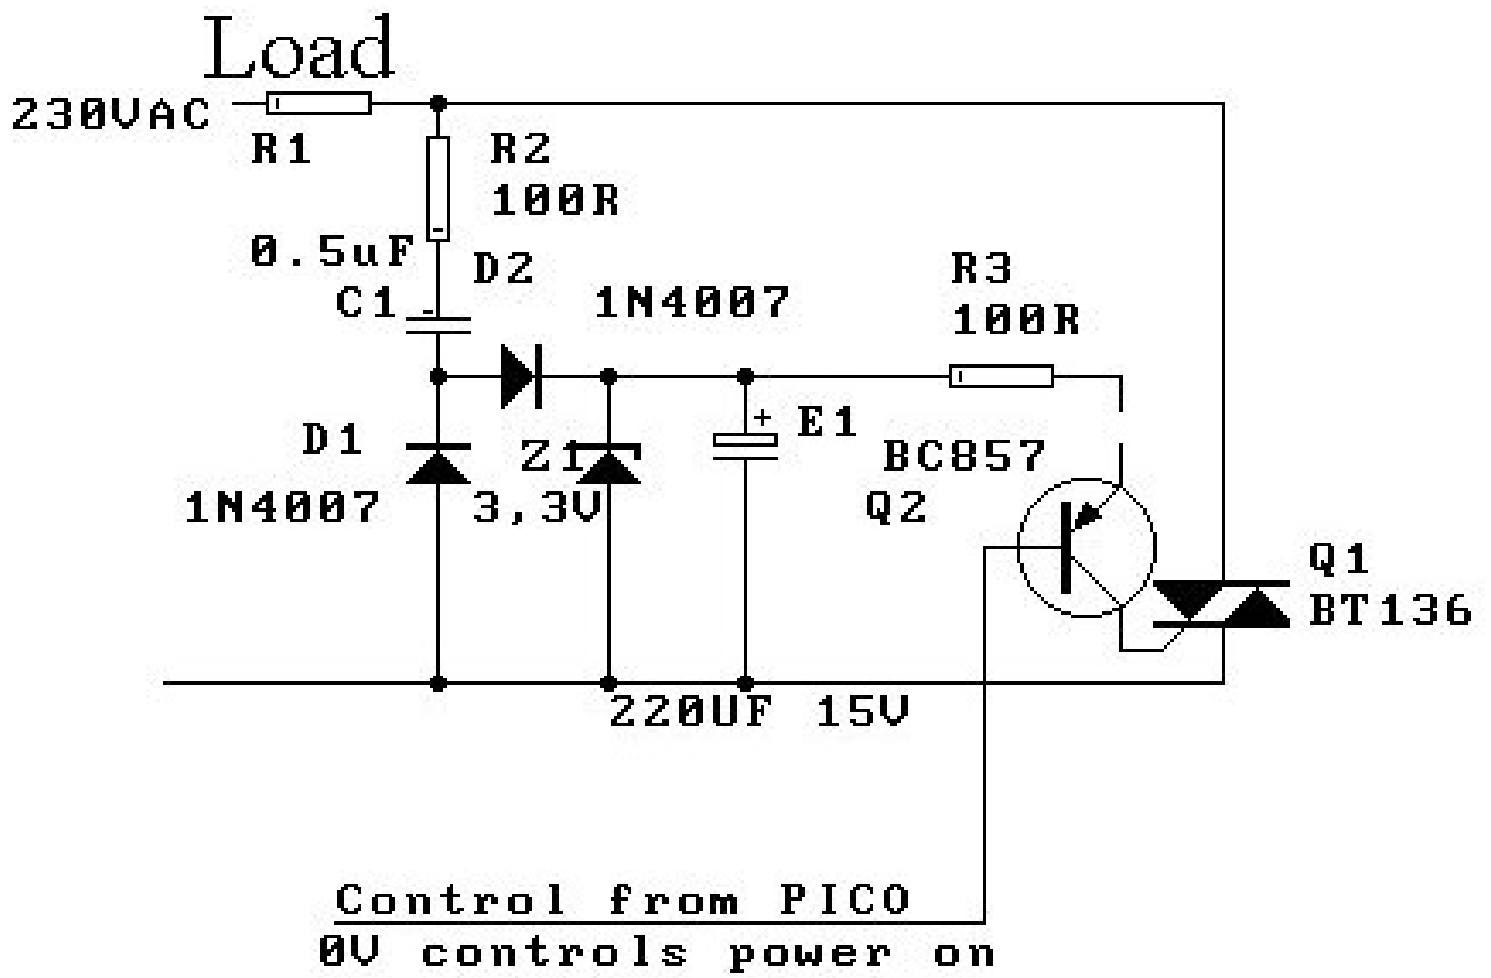 Load
230VAC
R1
R2
100R
0.5uF
C1
D2
1N4007
R3
100R
D1
1N4007
Z1
3,3V
E1
BC857
Q2
Q1
BT136
220UF 15V
Control from PICO
0V controls power on